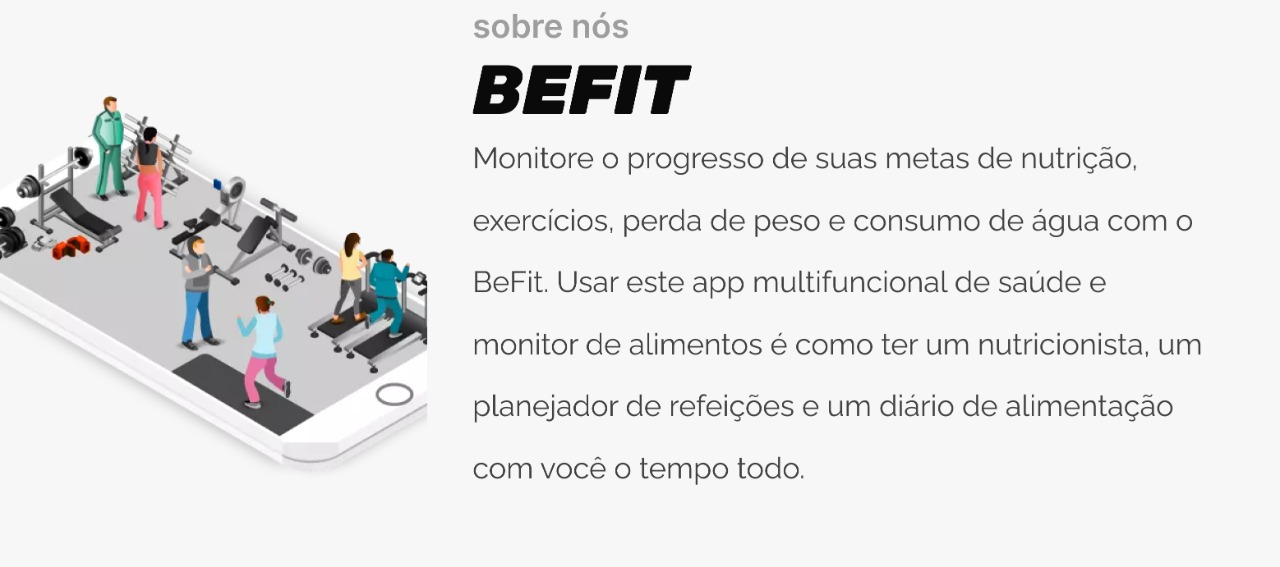 sobre nós
BEFIT
Monitore o progresso de suas metas de nutrição,
exercícios, perda de peso e consumo de água com o
BeFit. Usar este app multifuncional de saúde e
monitor de alimentos é como ter um nutricionista, um
planejador de refeições e um diário de alimentação
com você o tempo todo.